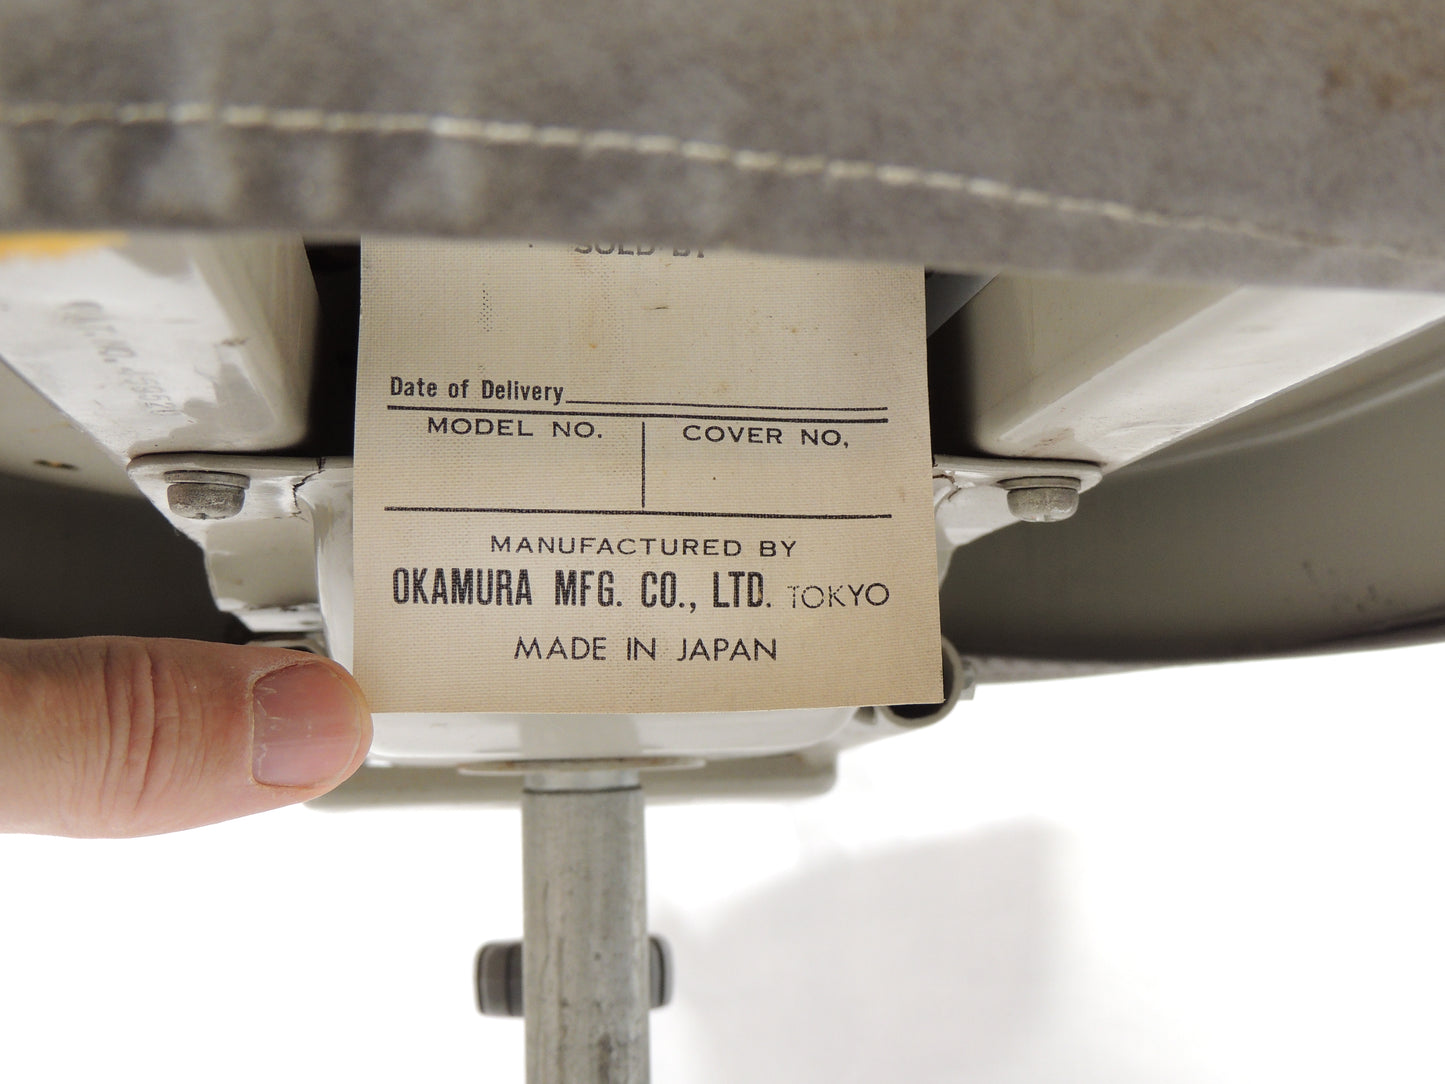 SOLD BY
Date of Delivery
MODEL NO. COVER NO,
MANUFACTURED BY
OKAMURA MFG. CO., LTD. TOKYO
MADE IN JAPAN